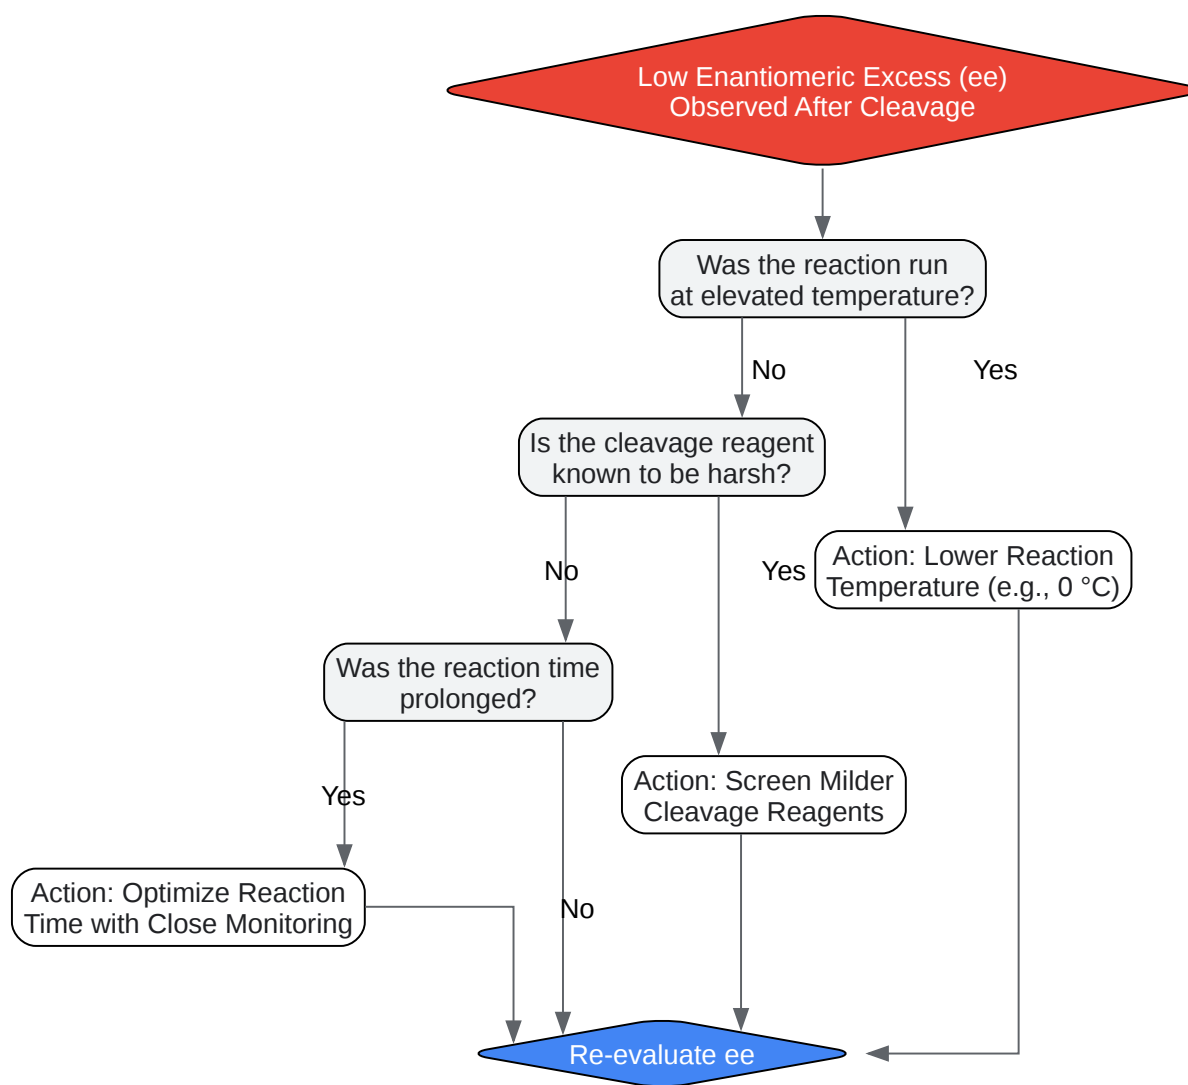 Low Enantiomeric Excess (ee)
Observed After Cleavage
Was the reaction run
at elevated temperature?
No
Yes
Is the cleavage reagent
known to be harsh?
No
Yes
Action: Lower Reaction
Temperature (e.g., 0 °C)
Was the reaction time
prolonged?
Yes
Action: Screen Milder
Cleavage Reagents
Action: Optimize Reaction
Time with Close Monitoring
No
Re-evaluate ee